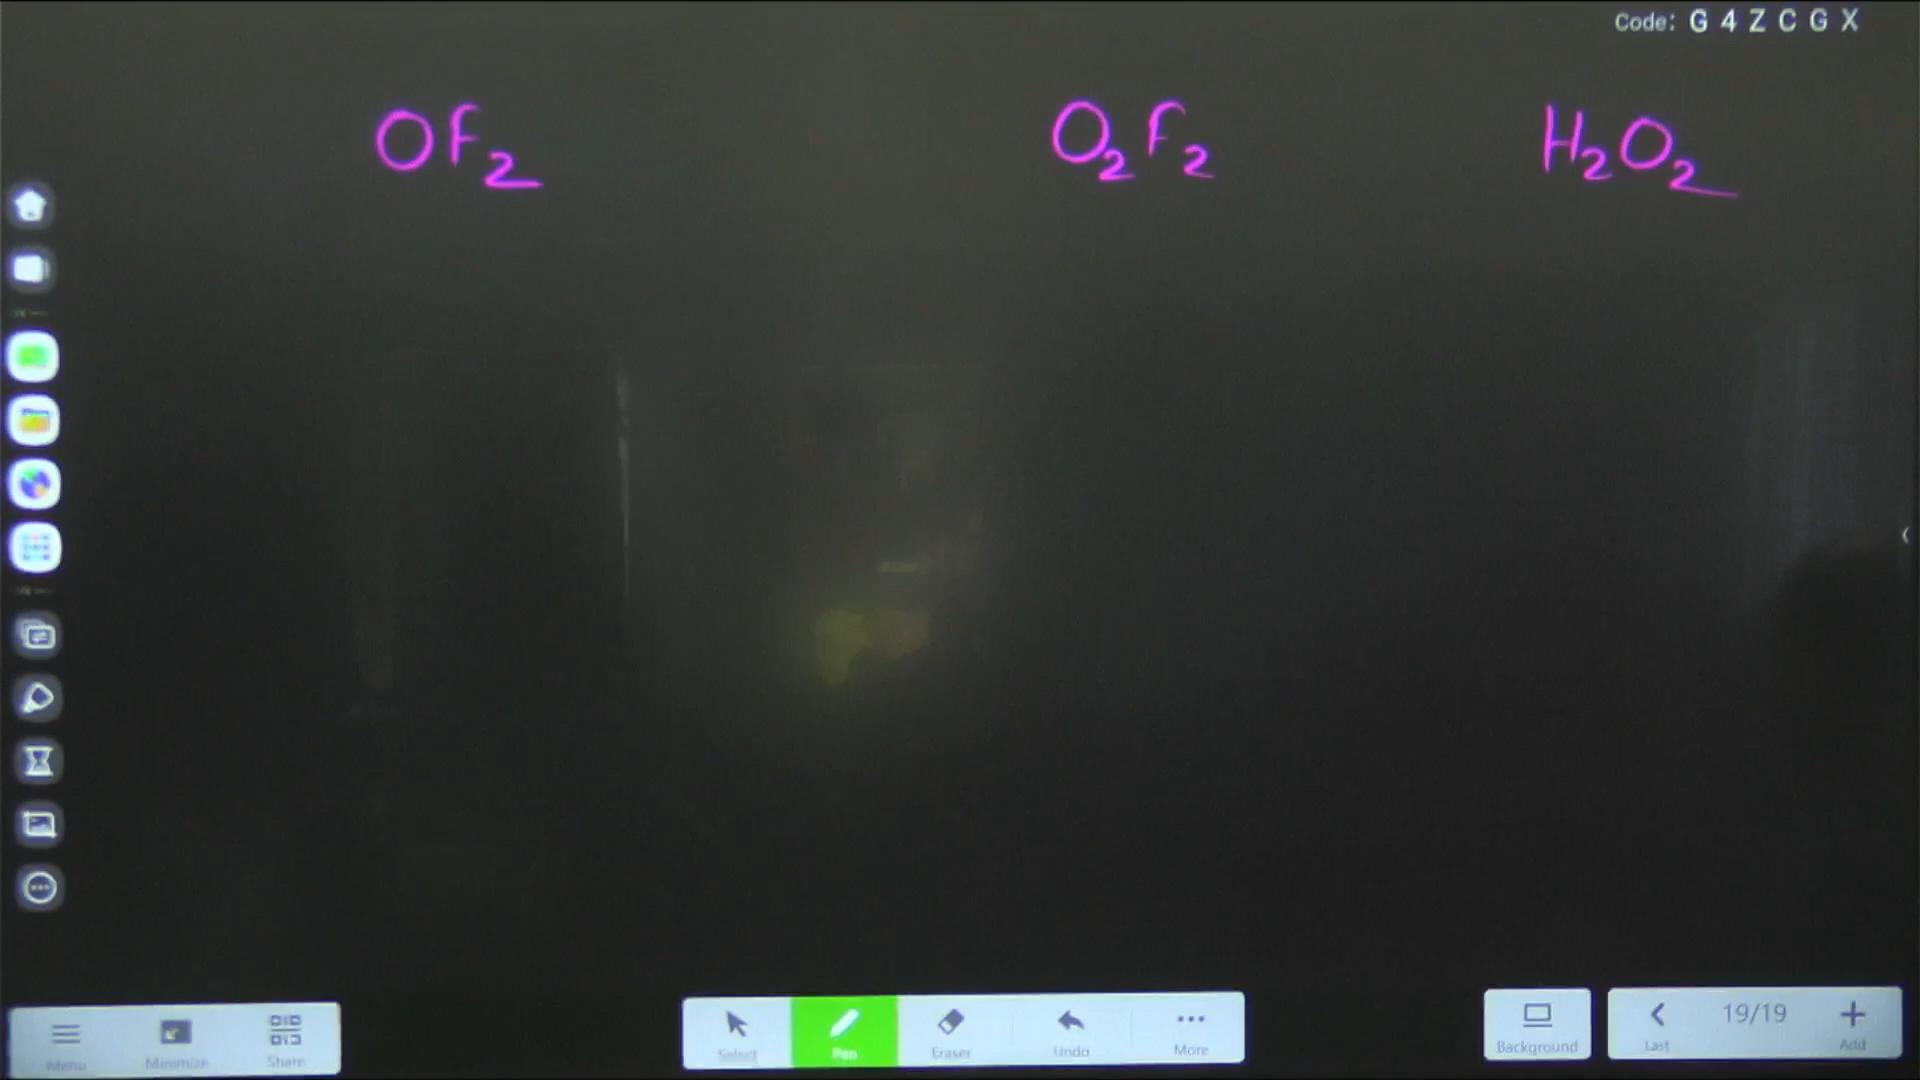 Code: G 4 Z C G X
OF₂ O₂F₂ H₂O₂
Menu Minimize Share Select Pen Eraser Undo More Background Last 19/19 Add